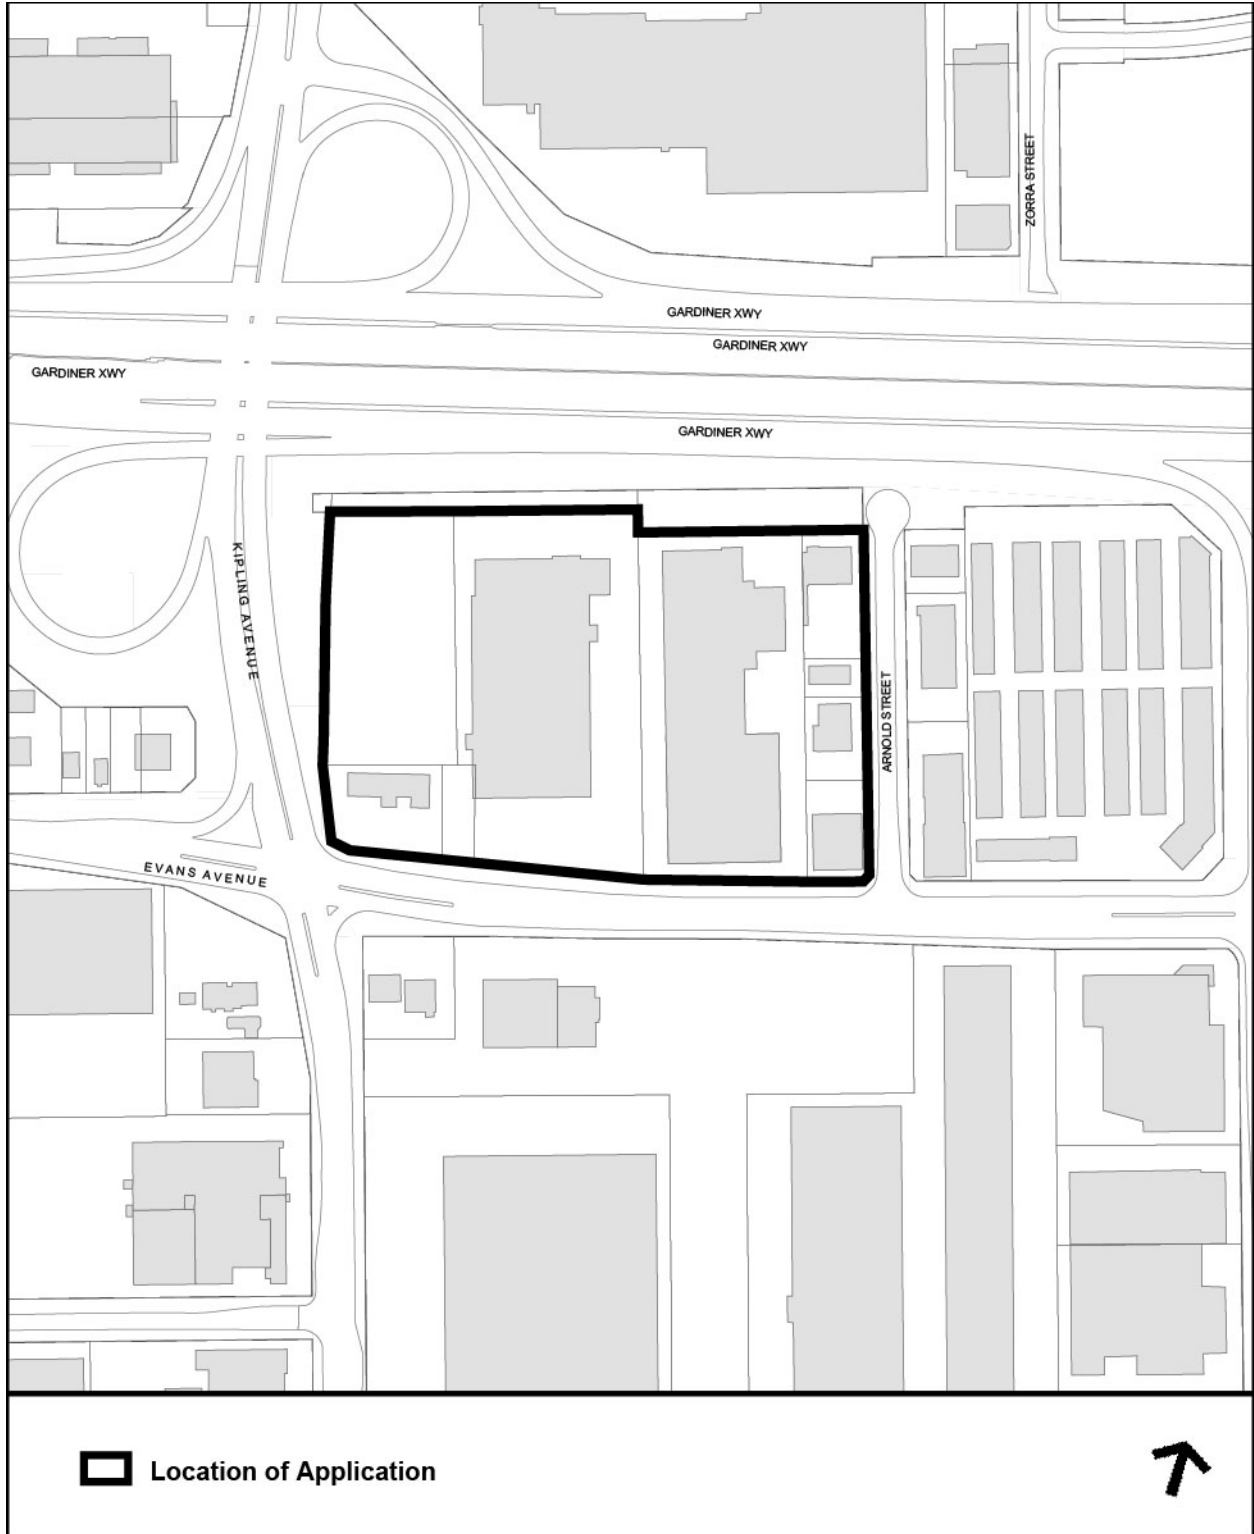 ZORRA STREET
GARDINER XWY
GARDINER XWY
GARDINER XWY
GARDINER XWY
KIPLING AVENUE
ARNOLD STREET
EVANS AVENUE
Location of Application